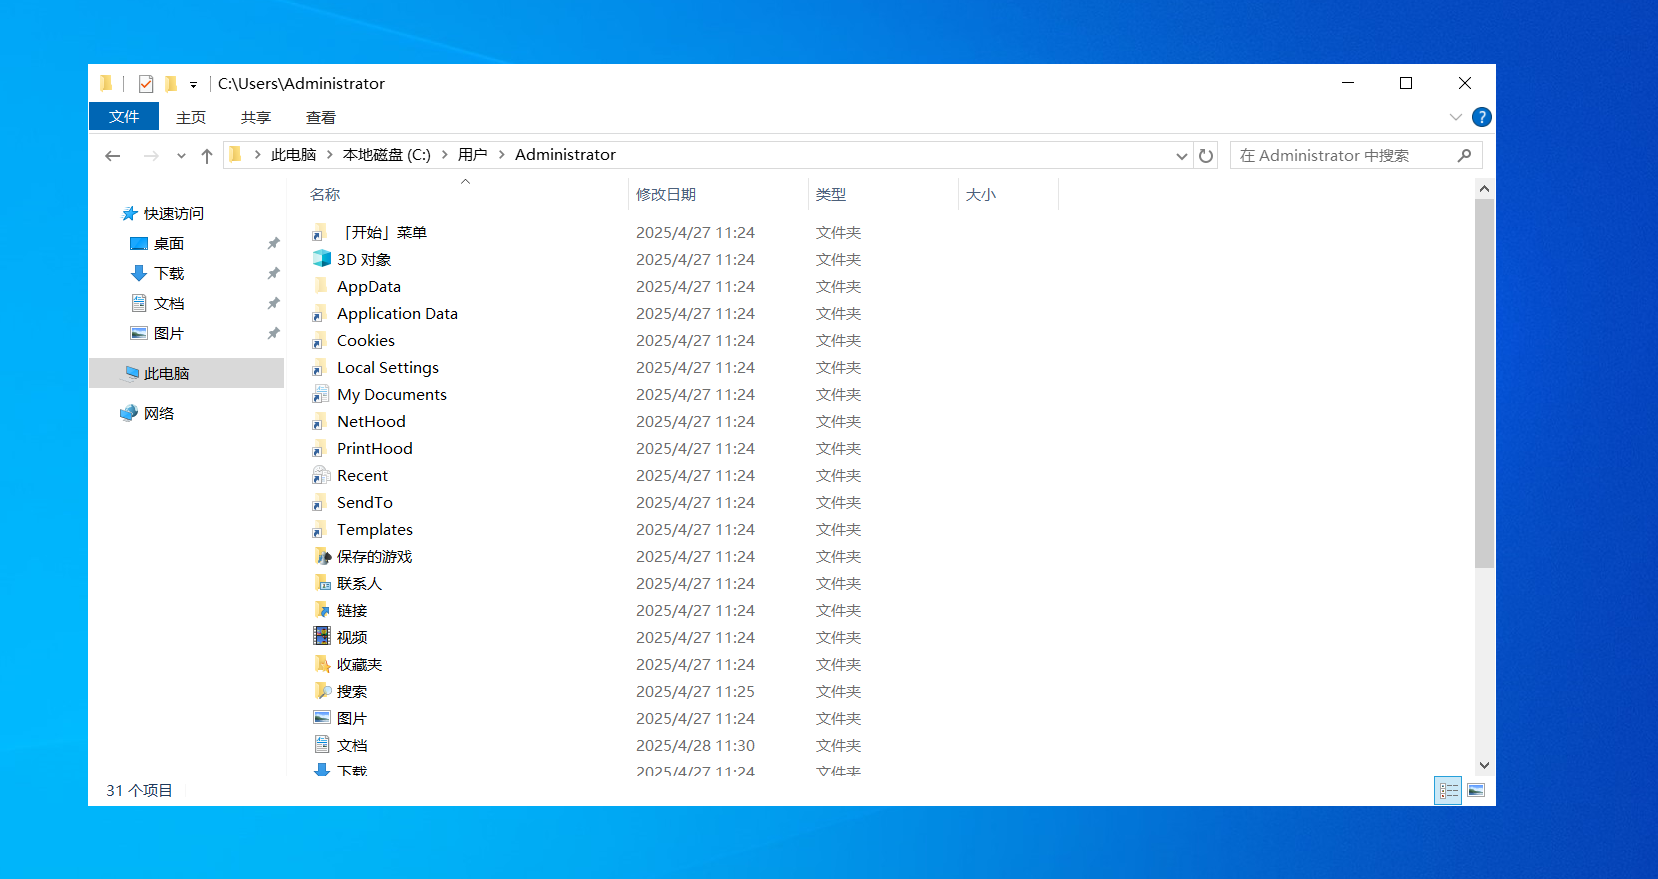 C:\Users\Administrator
文件 主页 共享 查看
此电脑 本地磁盘 (C:) 用户 Administrator 在 Administrator 中搜索
名称 修改日期 类型 大小
快速访问
桌面
下载
文档
图片
此电脑
网络
「开始」菜单 2025/4/27 11:24 文件夹
3D 对象 2025/4/27 11:24 文件夹
AppData 2025/4/27 11:24 文件夹
Application Data 2025/4/27 11:24 文件夹
Cookies 2025/4/27 11:24 文件夹
Local Settings 2025/4/27 11:24 文件夹
My Documents 2025/4/27 11:24 文件夹
NetHood 2025/4/27 11:24 文件夹
PrintHood 2025/4/27 11:24 文件夹
Recent 2025/4/27 11:24 文件夹
SendTo 2025/4/27 11:24 文件夹
Templates 2025/4/27 11:24 文件夹
保存的游戏 2025/4/27 11:24 文件夹
联系人 2025/4/27 11:24 文件夹
链接 2025/4/27 11:24 文件夹
视频 2025/4/27 11:24 文件夹
收藏夹 2025/4/27 11:24 文件夹
搜索 2025/4/27 11:25 文件夹
图片 2025/4/27 11:24 文件夹
文档 2025/4/28 11:30 文件夹
下载 2025/4/27 11:24 文件夹
31 个项目